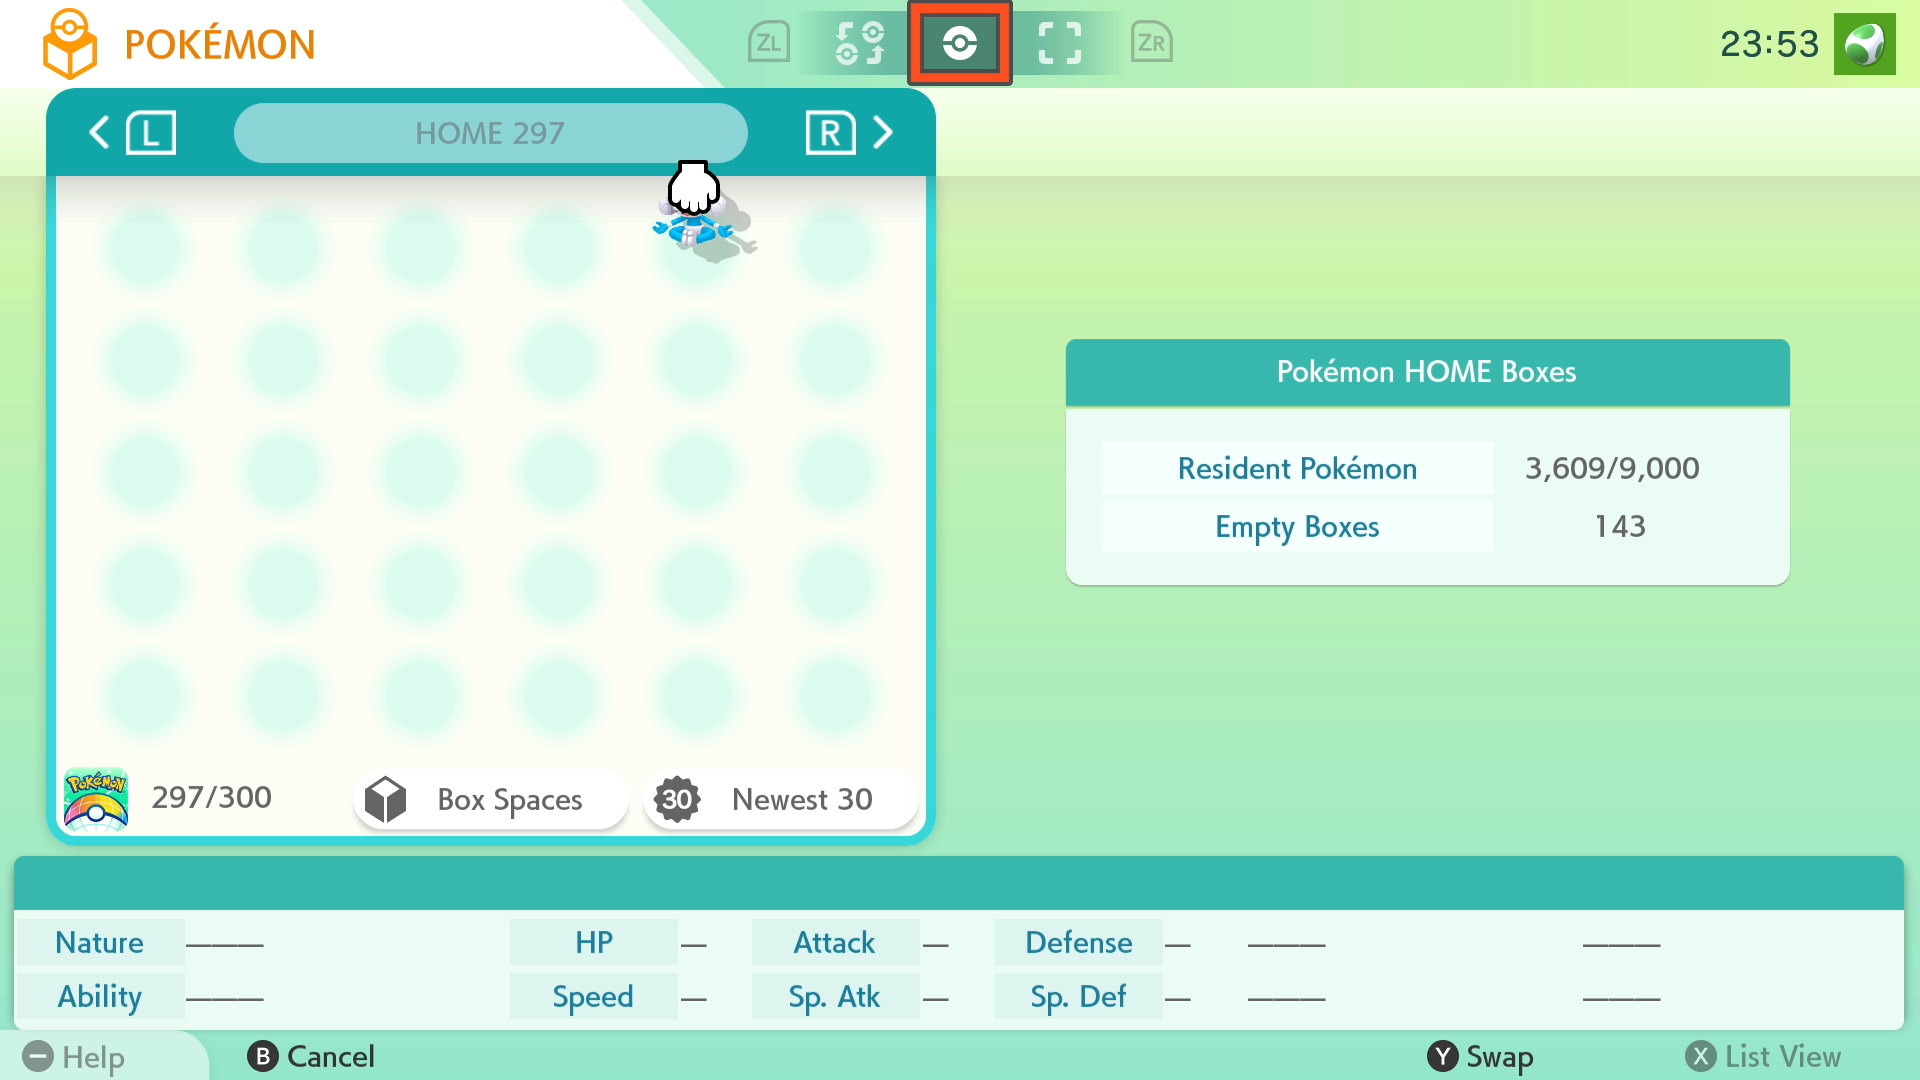 POKÉMON
ZL
ZR
23:53
L
HOME 297
R
Pokémon HOME Boxes
Resident Pokémon 3,609/9,000
Empty Boxes 143
Pokémon
297/300
Box Spaces
30
Newest 30
Nature ———
HP —
Attack —
Defense —
———
———
Ability ———
Speed —
Sp. Atk —
Sp. Def —
———
———
Help
B Cancel
Y Swap
X List View